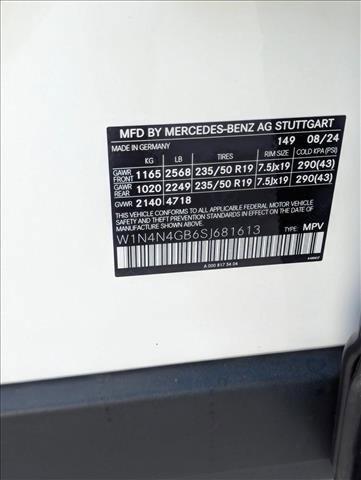 MFD BY MERCEDES-BENZ AG STUTTGART
MADE IN GERMANY 149 08/24
KG LB TIRES RIM SIZE COLD KPA (PSI)
GAWR FRONT 1165 2568 235/50 R19 7.5Jx19 290(43)
GAWR REAR 1020 2249 235/50 R19 7.5Jx19 290(43)
GVWR 2140 4718
THIS VEHICLE CONFORMS TO ALL APPLICABLE FEDERAL MOTOR VEHICLE
SAFETY, BUMPER, AND THEFT PREVENTION STANDARDS IN EFFECT ON THE
DATE OF MANUFACTURE SHOWN ABOVE.
W1N4N4GB6SJ681613 TYPE: MPV
A 000 817 34 04